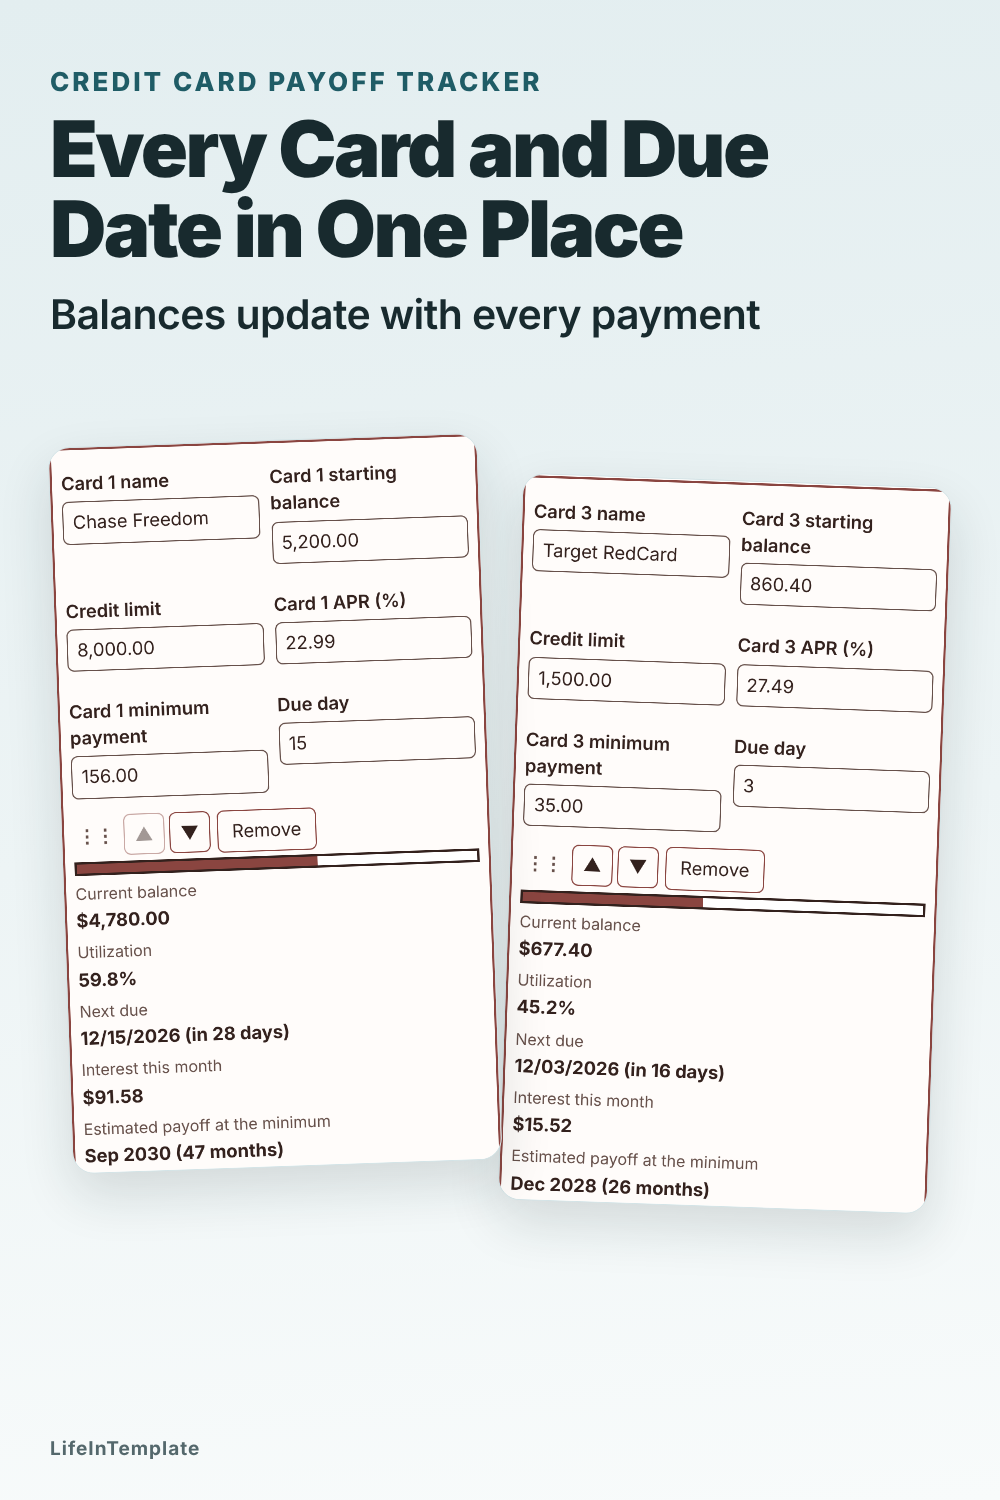 CREDIT CARD PAYOFF TRACKER
Every Card and Due
Date in One Place
Balances update with every payment
Card 1 name
Chase Freedom
Card 1 starting
balance
5,200.00
Credit limit
8,000.00
Card 1 APR (%)
22.99
Card 1 minimum
payment
156.00
Due day
15
Remove
Current balance
$4,780.00
Utilization
59.8%
Next due
12/15/2026 (in 28 days)
Interest this month
$91.58
Estimated payoff at the minimum
Sep 2030 (47 months)
Card 3 name
Target RedCard
Card 3 starting
balance
860.40
Credit limit
1,500.00
Card 3 APR (%)
27.49
Card 3 minimum
payment
35.00
Due day
3
Remove
Current balance
$677.40
Utilization
45.2%
Next due
12/03/2026 (in 16 days)
Interest this month
$15.52
Estimated payoff at the minimum
Dec 2028 (26 months)
LifeInTemplate